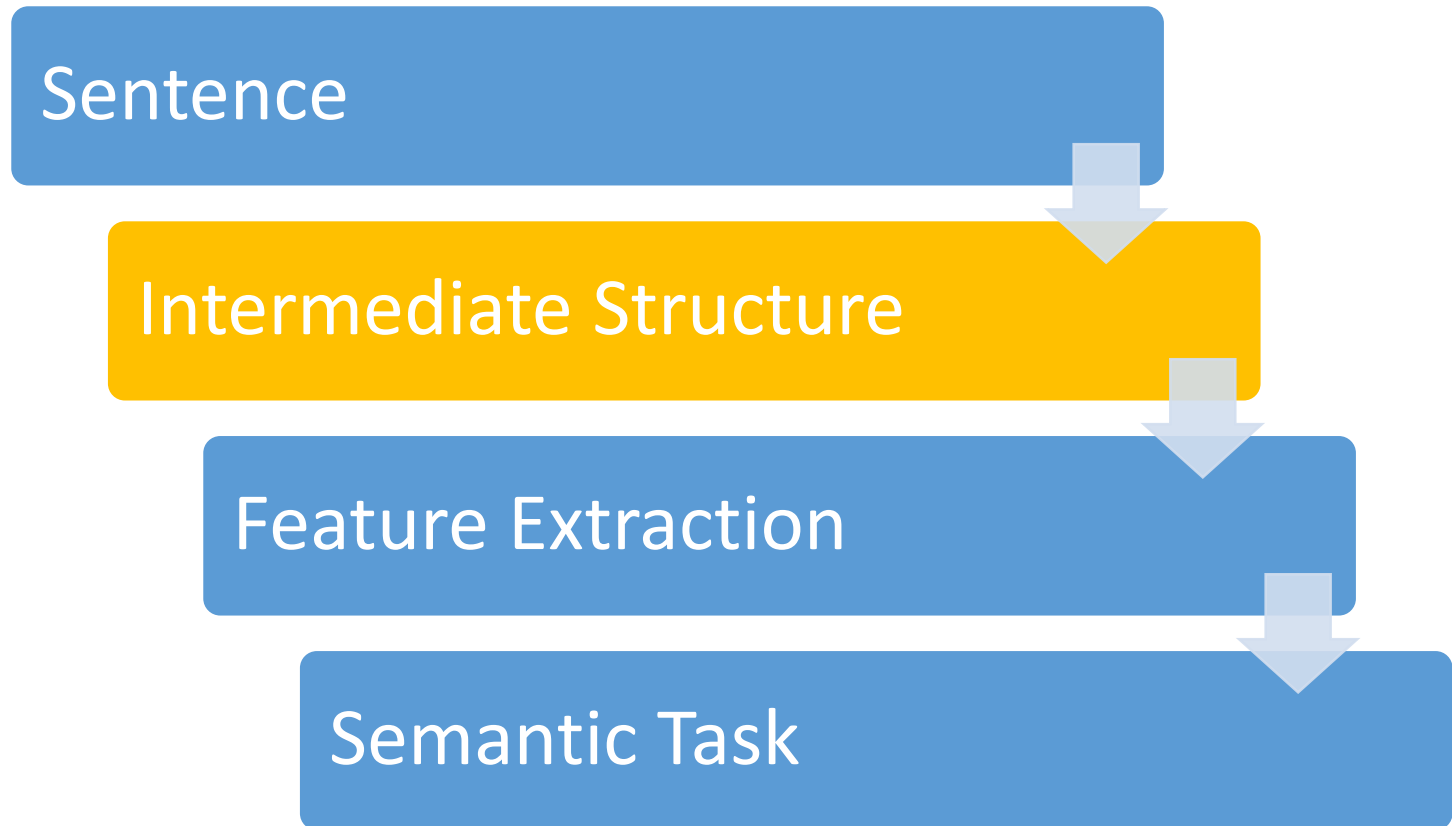 Sentence
Intermediate Structure
Feature Extraction
Semantic Task